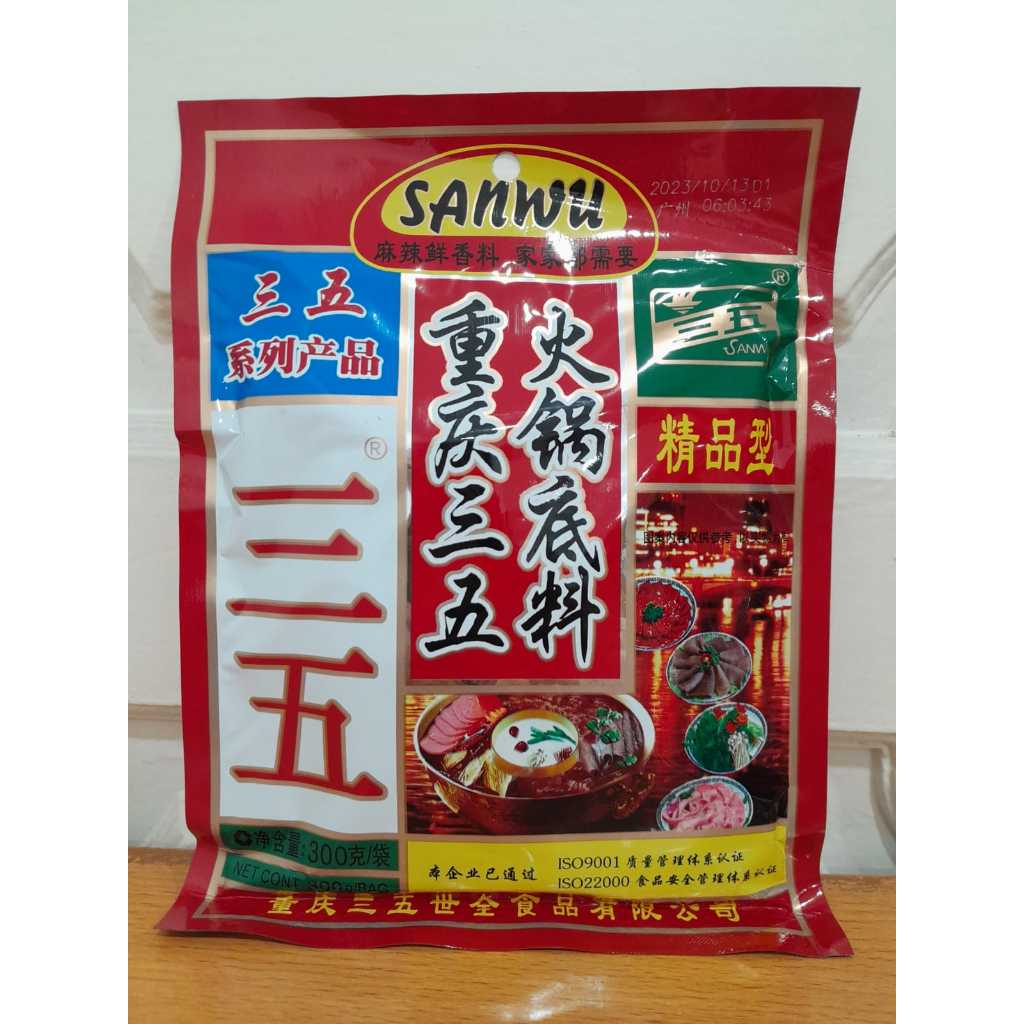 SANWU
麻辣鲜香料 家家都需要
2023/10/13D1
广州 06:03:43
三五
系列产品
重庆三五
火锅底料
三五
SANW
®
精品型
®
三五
净含量:300克/袋
NET CONT 300g/BAG
本企业已通过
ISO9001 质量管理体系认证
ISO22000 食品安全管理体系认证
重庆三五世全食品有限公司